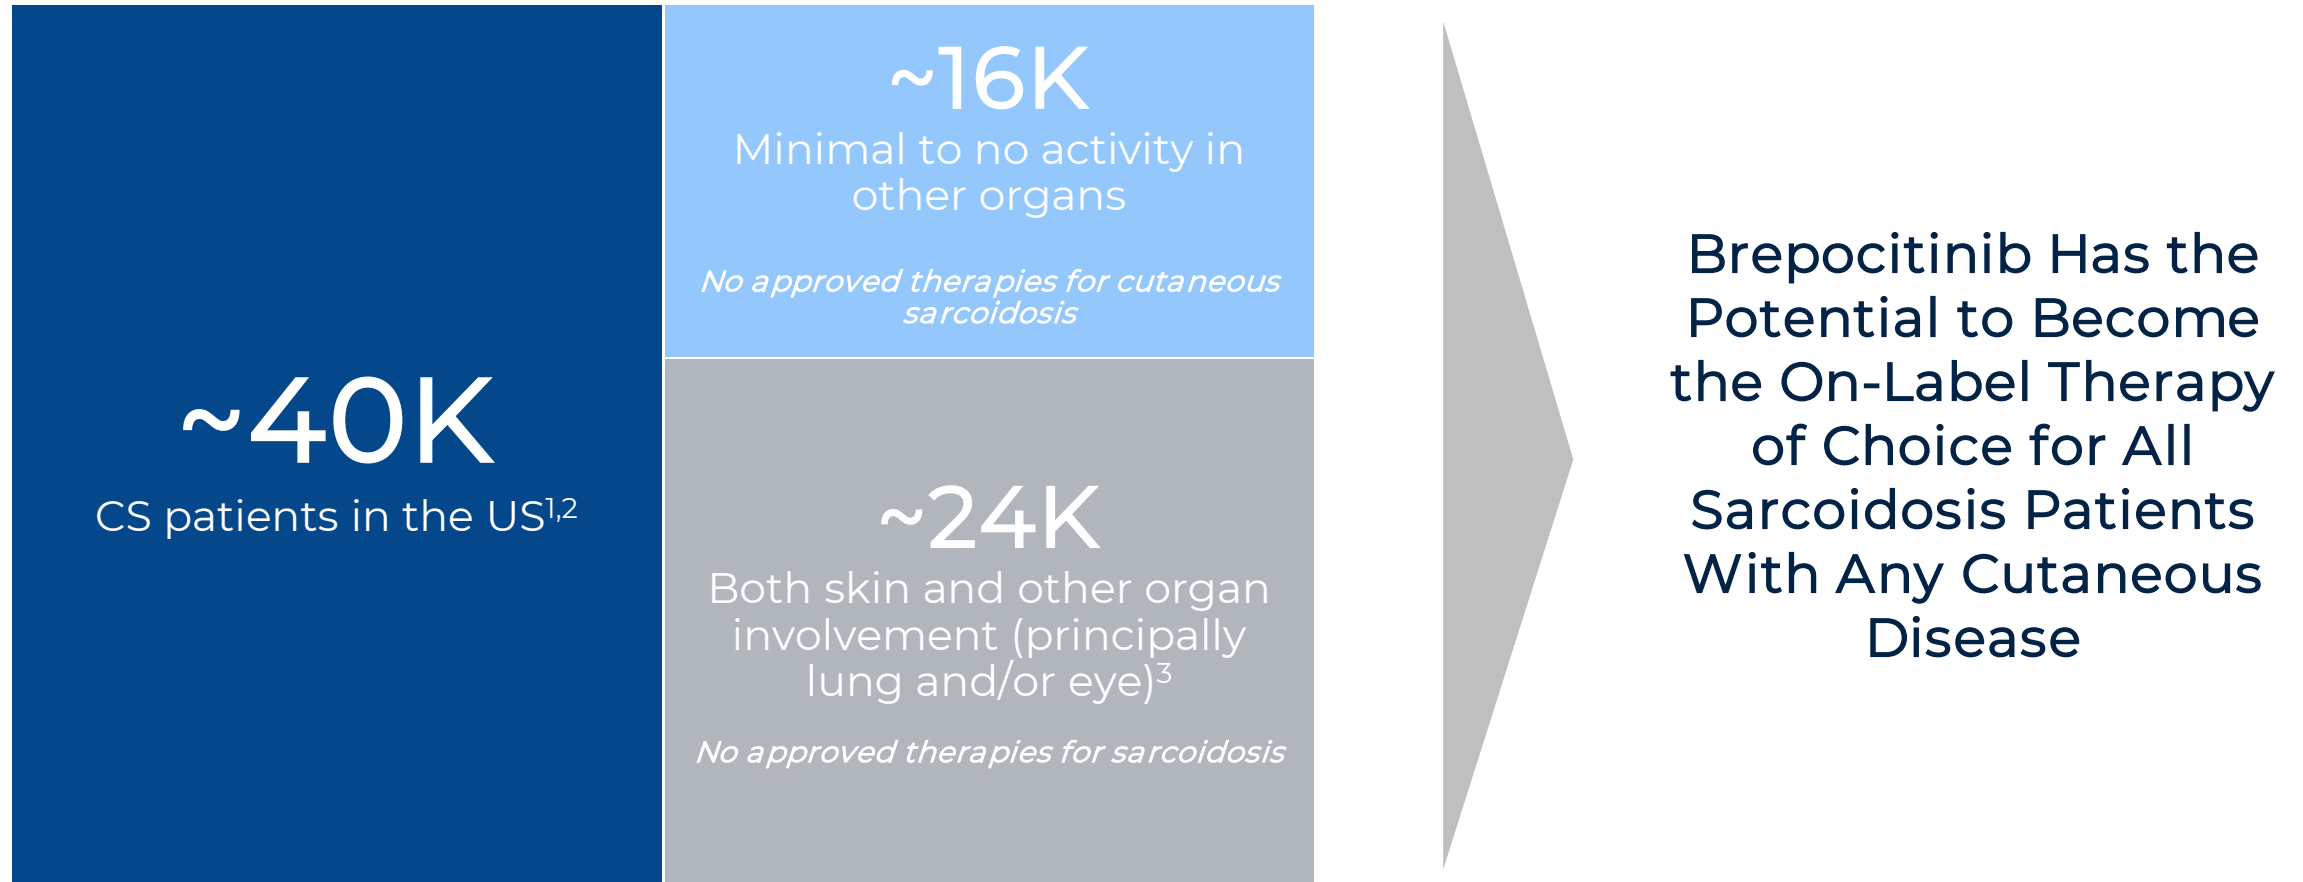 ~40K
CS patients in the US¹,²
~16K
Minimal to no activity in
other organs
No approved therapies for cutaneous
sarcoidosis
~24K
Both skin and other organ
involvement (principally
lung and/or eye)³
No approved therapies for sarcoidosis
Brepocitinib Has the
Potential to Become
the On-Label Therapy
of Choice for All
Sarcoidosis Patients
With Any Cutaneous
Disease